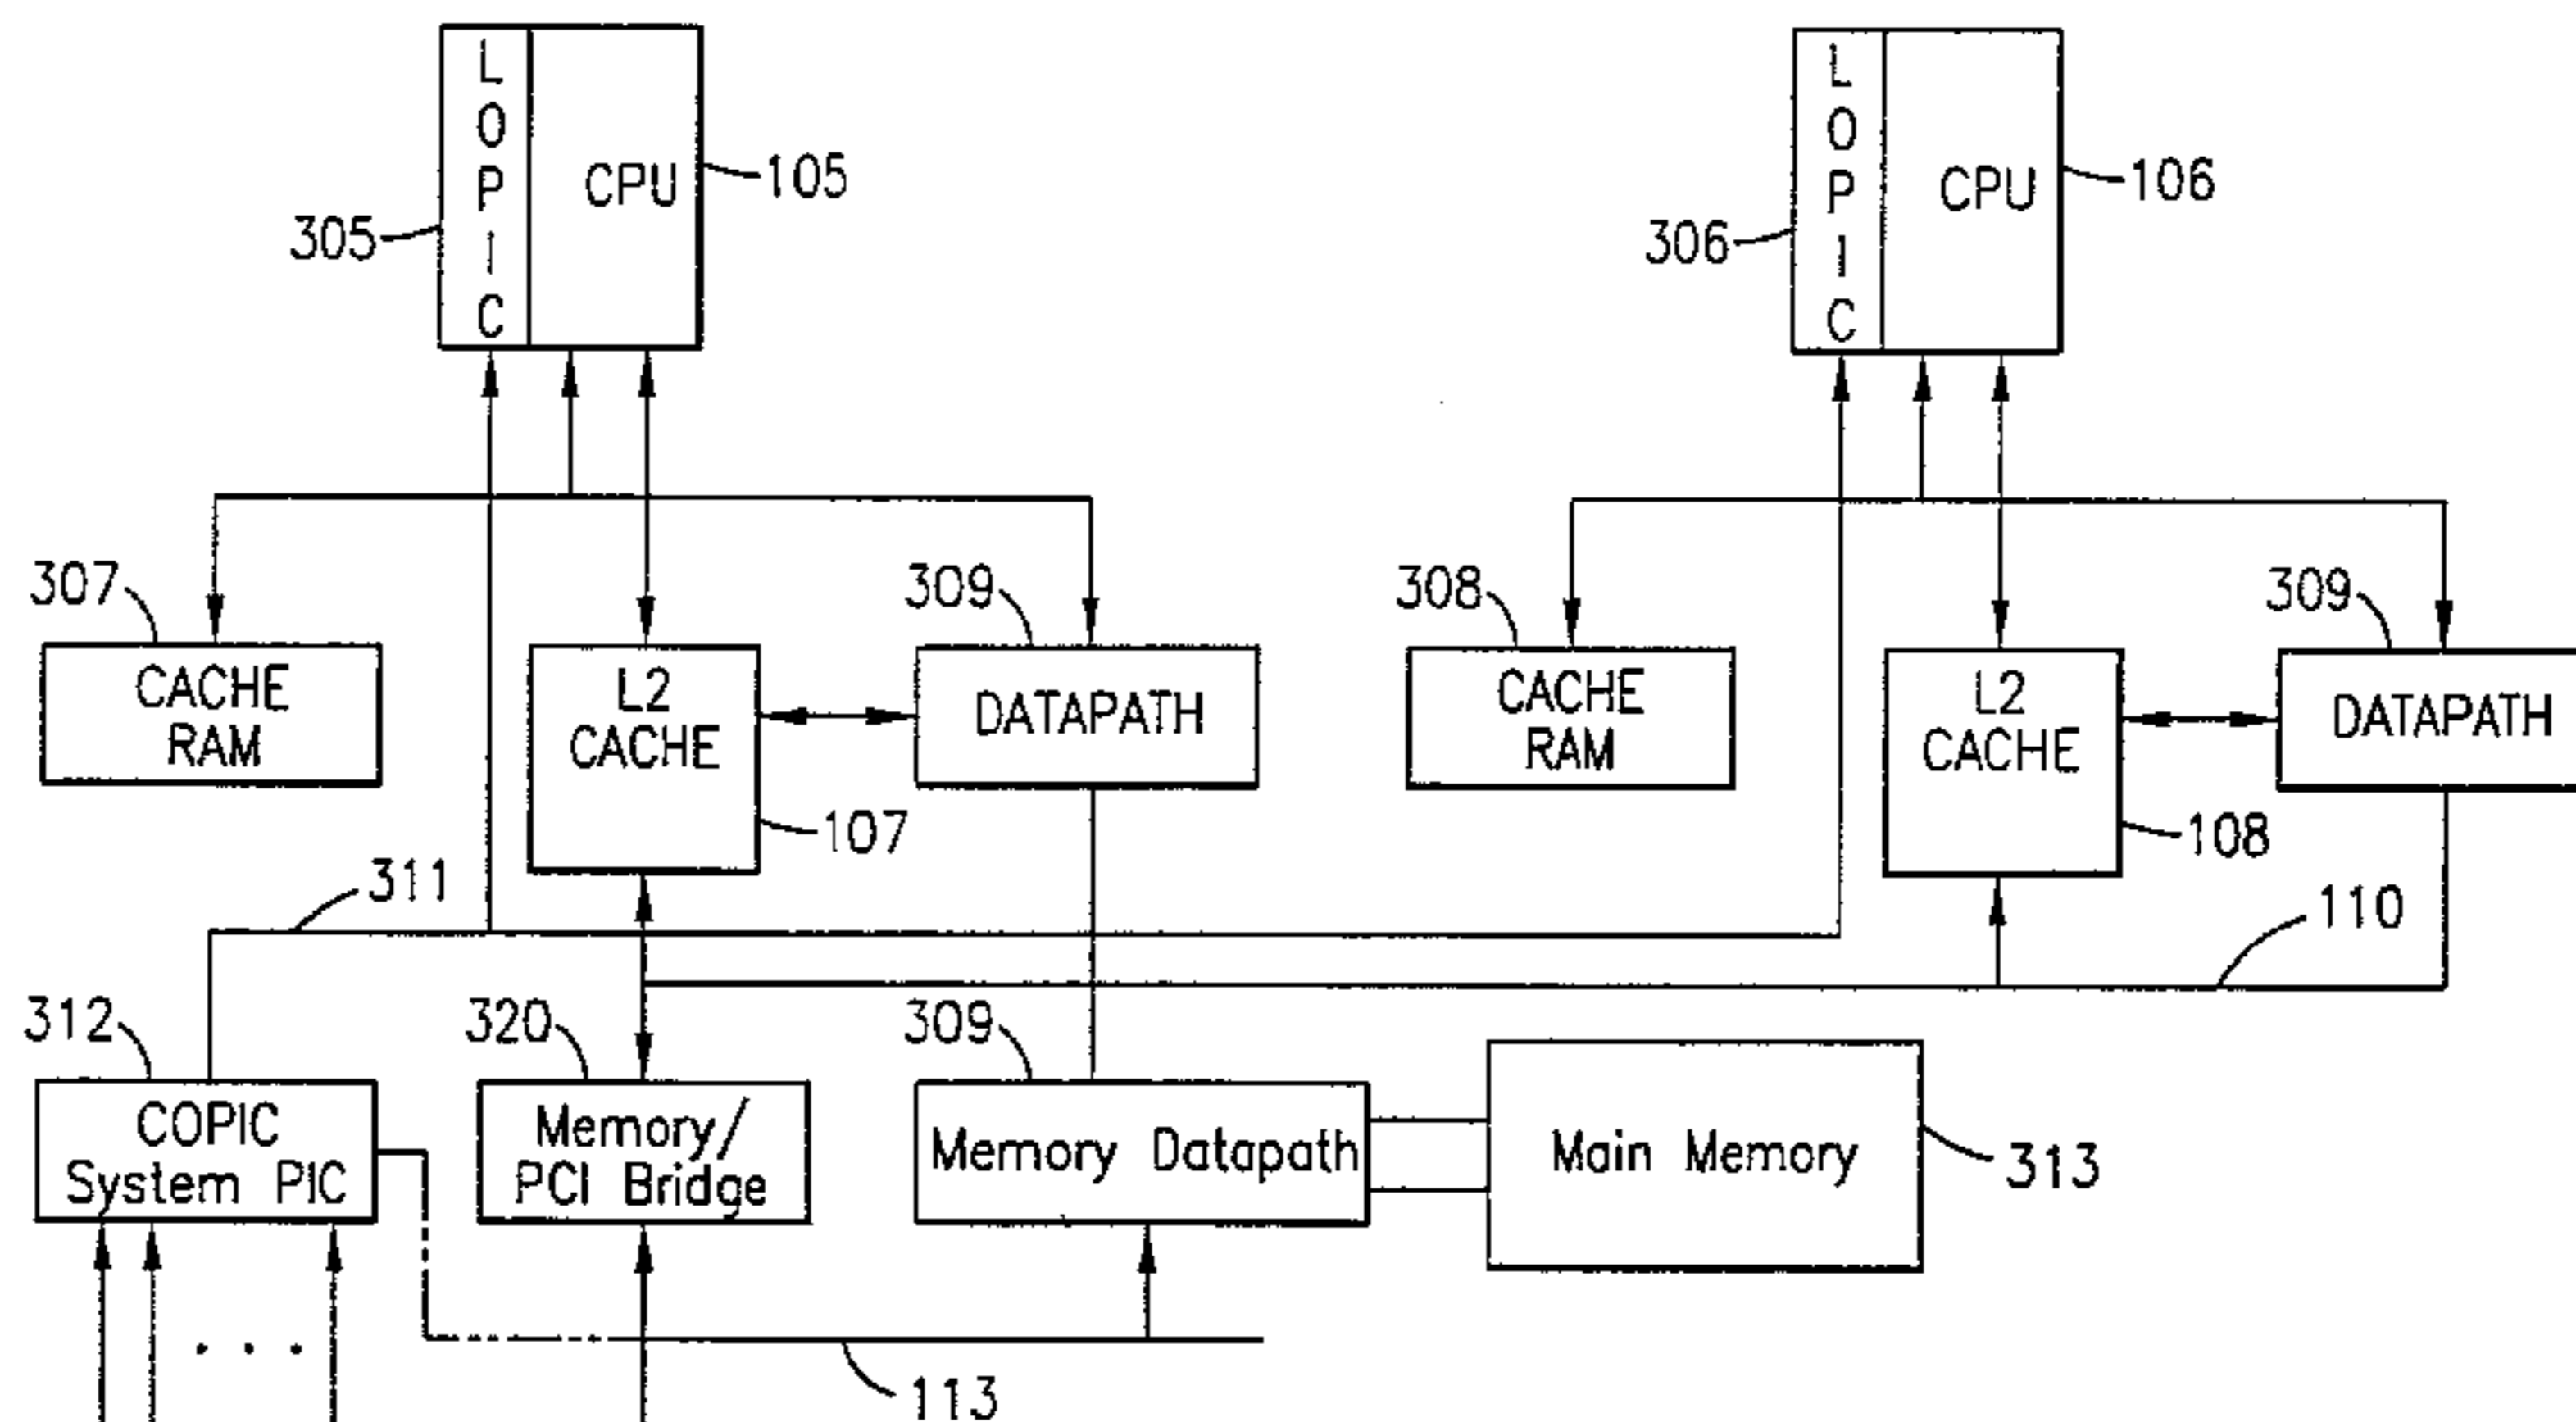 LOPIC
CPU
105
305
LOPIC
CPU
106
306
307
CACHE
RAM
L2
CACHE
107
309
DATAPATH
308
CACHE
RAM
L2
CACHE
108
309
DATAPATH
311
110
312
COPIC
System PIC
320
Memory/
PCI Bridge
309
Memory Datapath
Main Memory
313
. . .
113